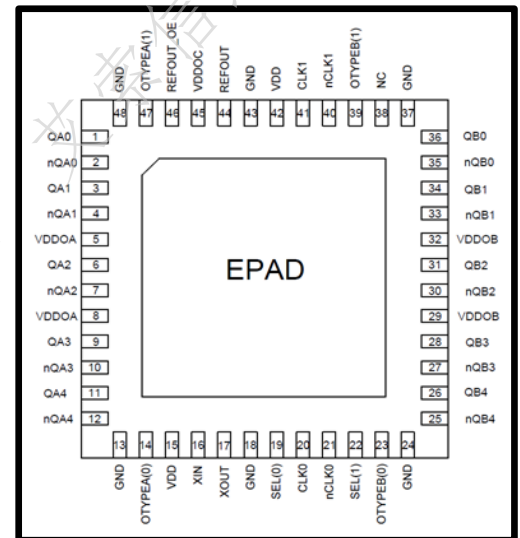 GND OTYPEA(1) REFOUT_OE VDDOC REFOUT GND VDD CLK1 nCLK1 OTYPEB(1) NC GND
48 47 46 45 44 43 42 41 40 39 38 37
QA0 1 36 QB0
nQA0 2 35 nQB0
QA1 3 34 QB1
nQA1 4 33 nQB1
VDDOA 5 32 VDDOB
QA2 6 31 QB2
nQA2 7 30 nQB2
VDDOA 8 29 VDDOB
QA3 9 28 QB3
nQA3 10 27 nQB3
QA4 11 26 QB4
nQA4 12 25 nQB4
EPAD
13 14 15 16 17 18 19 20 21 22 23 24
GND OTYPEA(0) VDD XIN XOUT GND SEL(0) CLK0 nCLK0 SEL(1) OTYPEB(0) GND